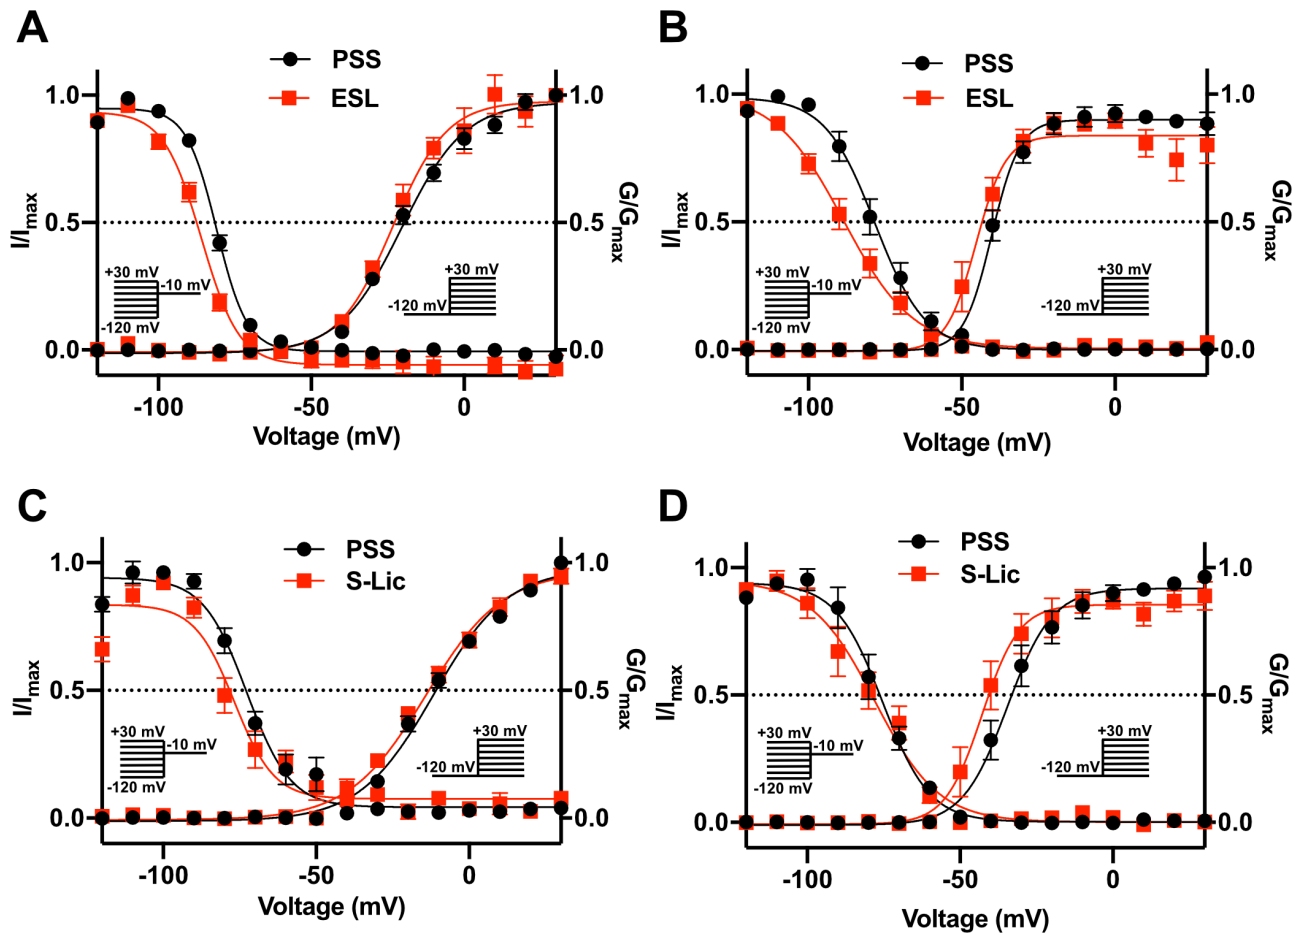 A
PSS
ESL
1.0
0.5
0.0
I/Imax
1.0
0.5
0.0
G/Gmax
+30 mV
-10 mV
-120 mV
+30 mV
-120 mV
-100
-50
0
Voltage (mV)
B
PSS
ESL
1.0
0.5
0.0
I/Imax
1.0
0.5
0.0
G/Gmax
+30 mV
-10 mV
-120 mV
+30 mV
-120 mV
-100
-50
0
Voltage (mV)
C
PSS
S-Lic
1.0
0.5
0.0
I/Imax
1.0
0.5
0.0
G/Gmax
+30 mV
-10 mV
-120 mV
+30 mV
-120 mV
-100
-50
0
Voltage (mV)
D
PSS
S-Lic
1.0
0.5
0.0
I/Imax
1.0
0.5
0.0
G/Gmax
+30 mV
-10 mV
-120 mV
+30 mV
-120 mV
-100
-50
0
Voltage (mV)